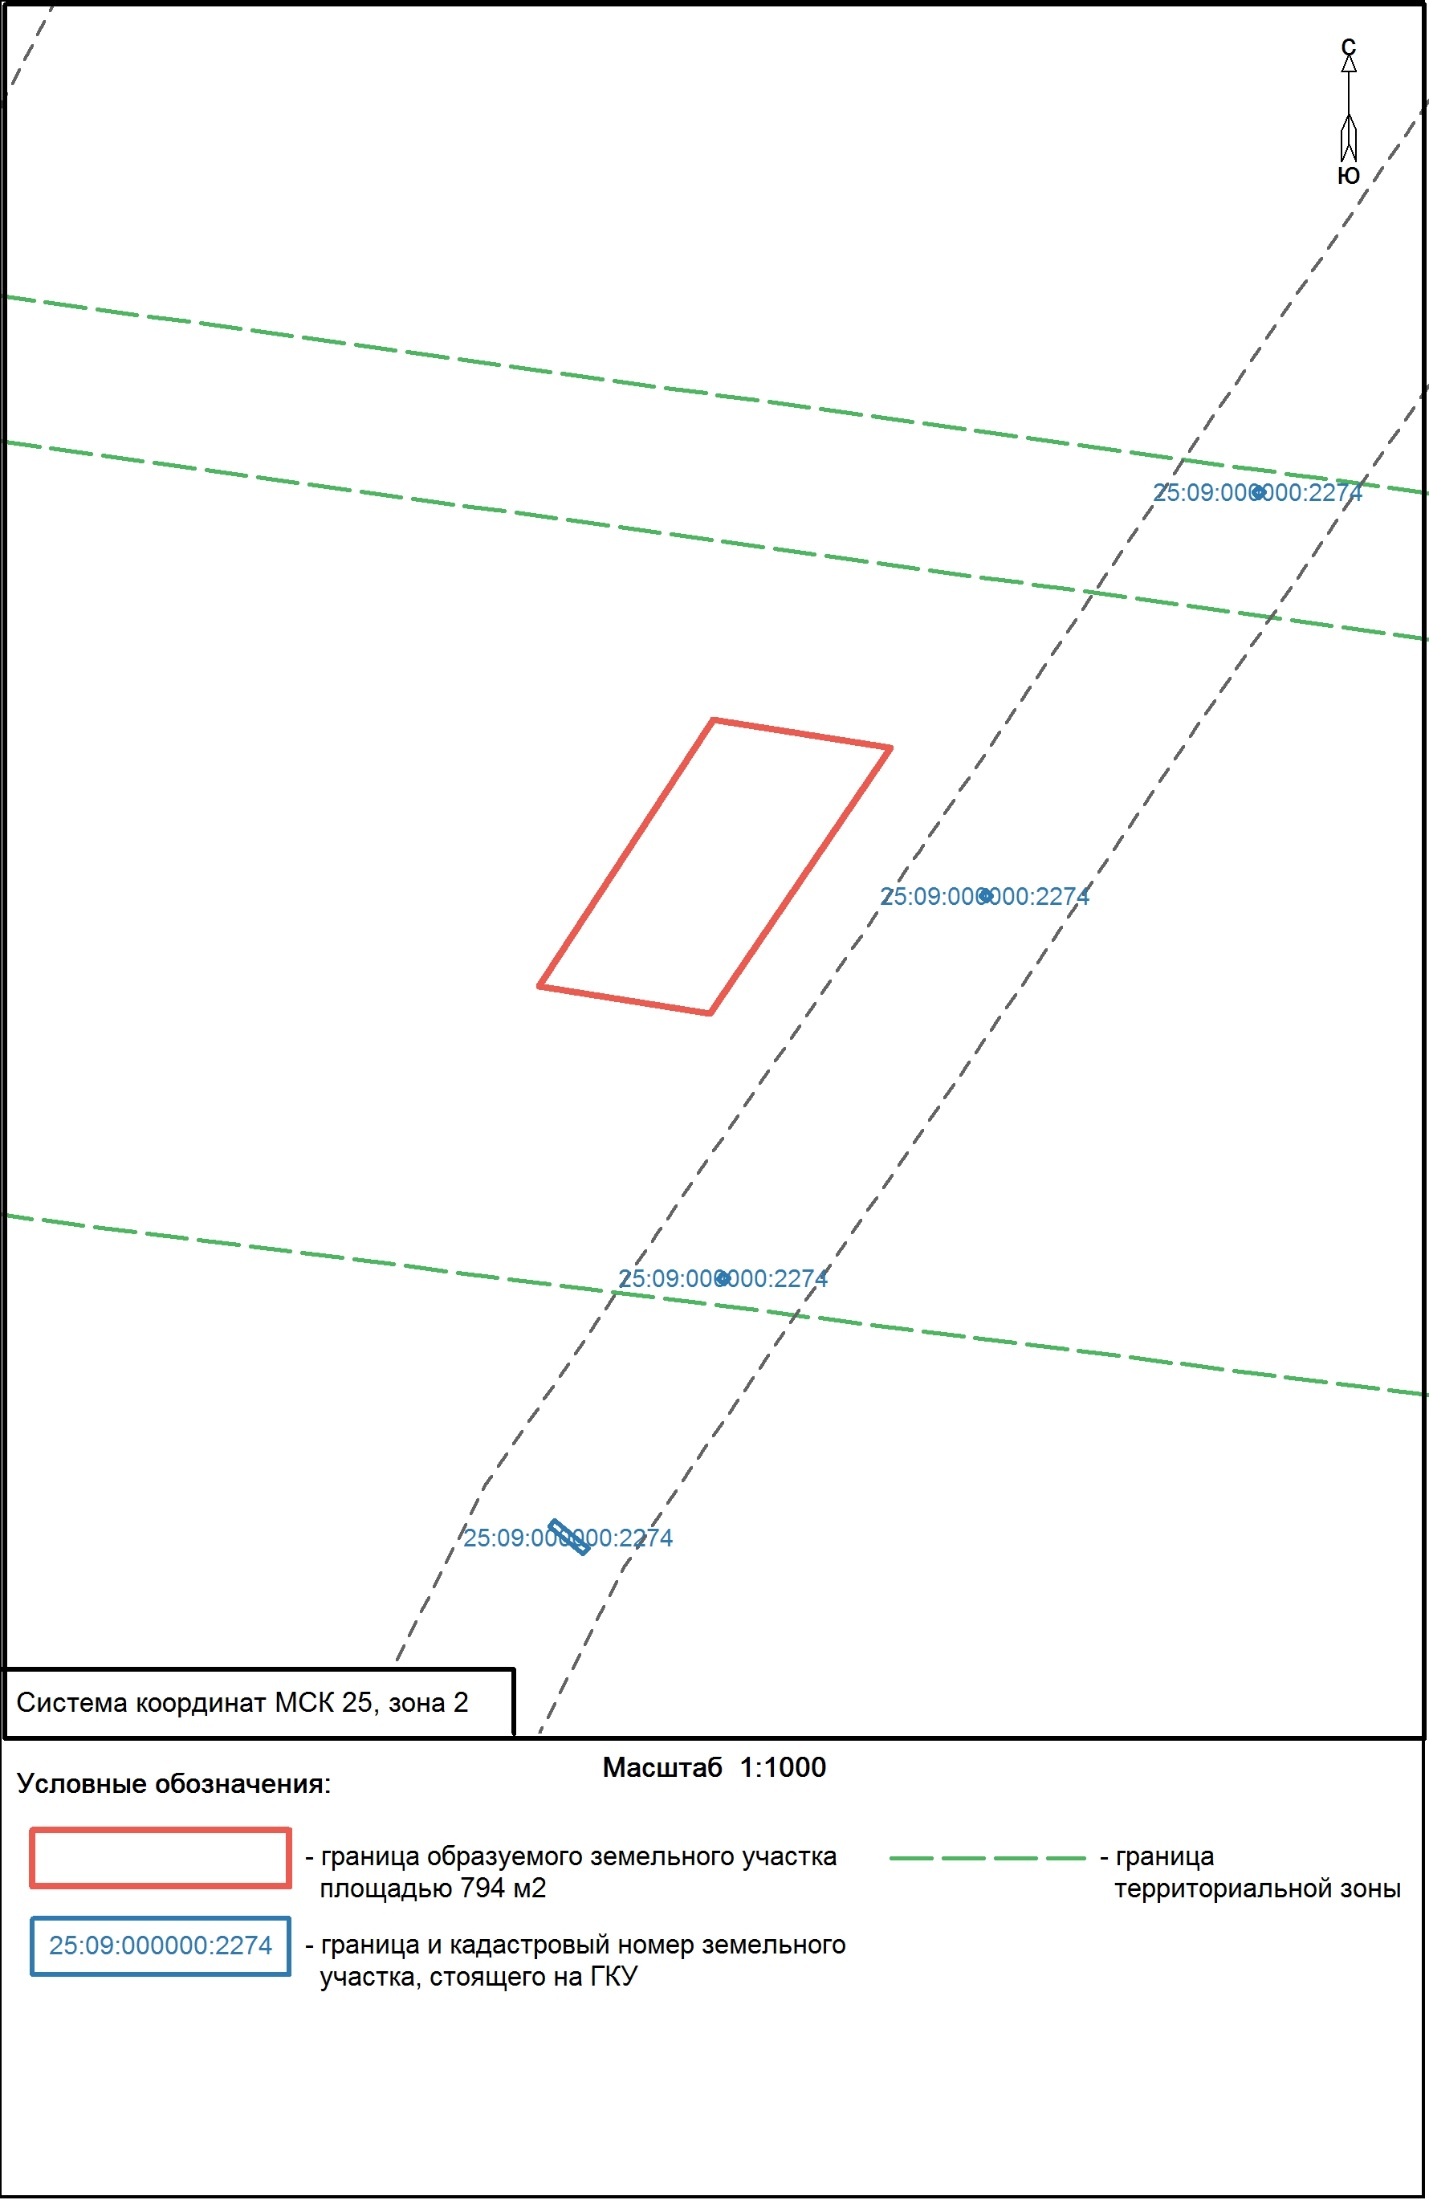 С
Ю
25:09:000000:2274
25:09:000000:2274
25:09:000000:2274
25:09:000000:2274
Система координат МСК 25, зона 2
Масштаб 1:1000
Условные обозначения:
- граница образуемого земельного участка
площадью 794 м2
- граница
территориальной зоны
25:09:000000:2274
- граница и кадастровый номер земельного
участка, стоящего на ГКУ